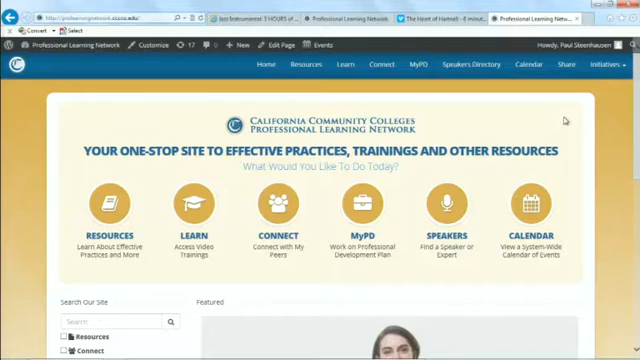 http://prolearningnetwork.cccco.edu/
Jazz Instrumental: 3 HOURS of...
Professional Learning Network
The Heart of Hartnell - 6 minut...
Professional Learning Netw...
Convert
Select
Professional Learning Network
Customize
17
New
Edit Page
Events
Howdy, Paul Steenhausen
Home
Resources
Learn
Connect
MyPD
Speakers Directory
Calendar
Share
Initiatives
CALIFORNIA COMMUNITY COLLEGES
PROFESSIONAL LEARNING NETWORK
YOUR ONE-STOP SITE TO EFFECTIVE PRACTICES, TRAININGS AND OTHER RESOURCES
What Would You Like To Do Today?
RESOURCES
Learn About Effective
Practices and More
LEARN
Access Video
Trainings
CONNECT
Connect with My
Peers
MyPD
Work on Professional
Development Plan
SPEAKERS
Find a Speaker or
Expert
CALENDAR
View a System-Wide
Calendar of Events
Search Our Site
Featured
Search:
Resources
Connect